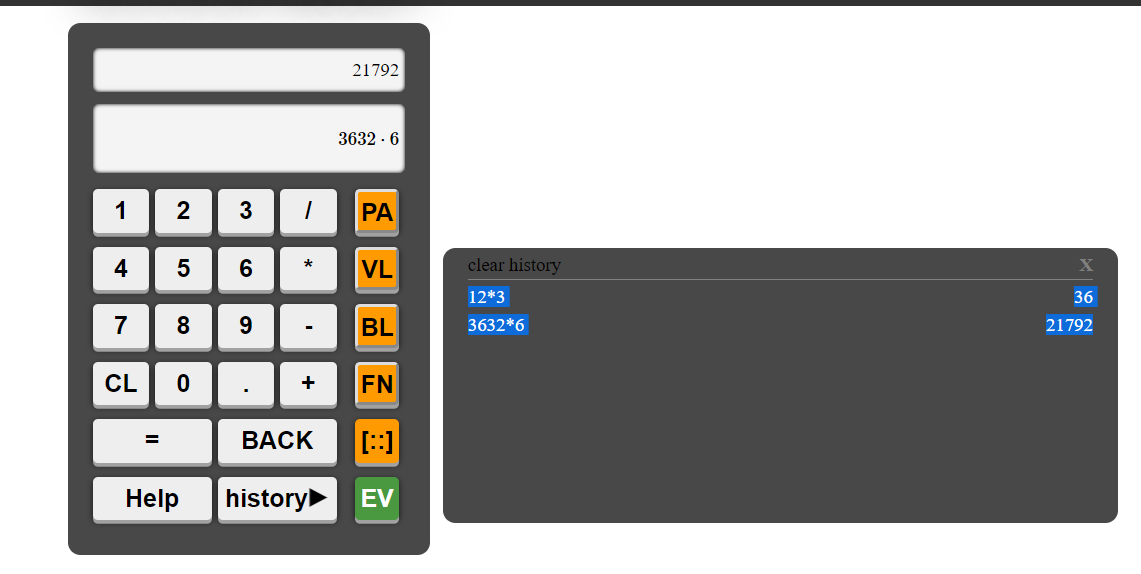 21792
3632 · 6
1 2 3 / PA
4 5 6 * VL
7 8 9 - BL
CL 0 . + FN
= BACK [::]
Help history▶ EV
clear history X
12*3 36
3632*6 21792